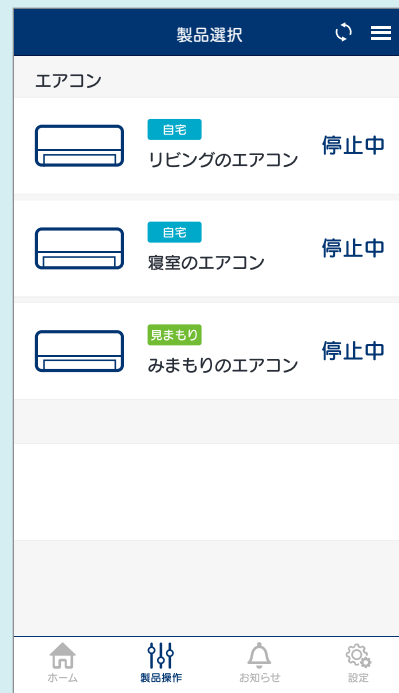 製品選択
エアコン
自宅
リビングのエアコン
停止中
自宅
寝室のエアコン
停止中
見まもり
みまもりのエアコン
停止中
ホーム
製品操作
お知らせ
設定